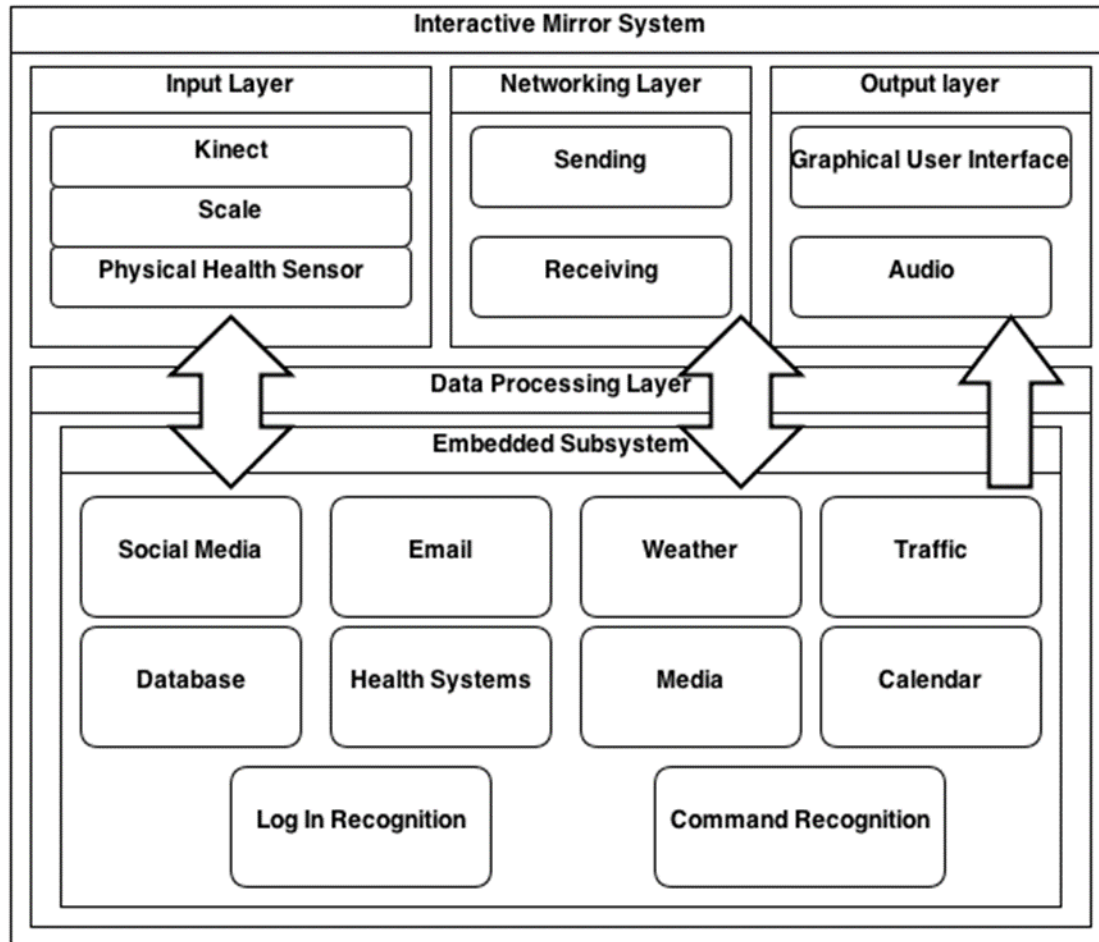 Interactive Mirror System
Input Layer
Kinect
Scale
Physical Health Sensor
Networking Layer
Sending
Receiving
Output layer
Graphical User Interface
Audio
Data Processing Layer
Embedded Subsystem
Social Media
Email
Weather
Traffic
Database
Health Systems
Media
Calendar
Log In Recognition
Command Recognition